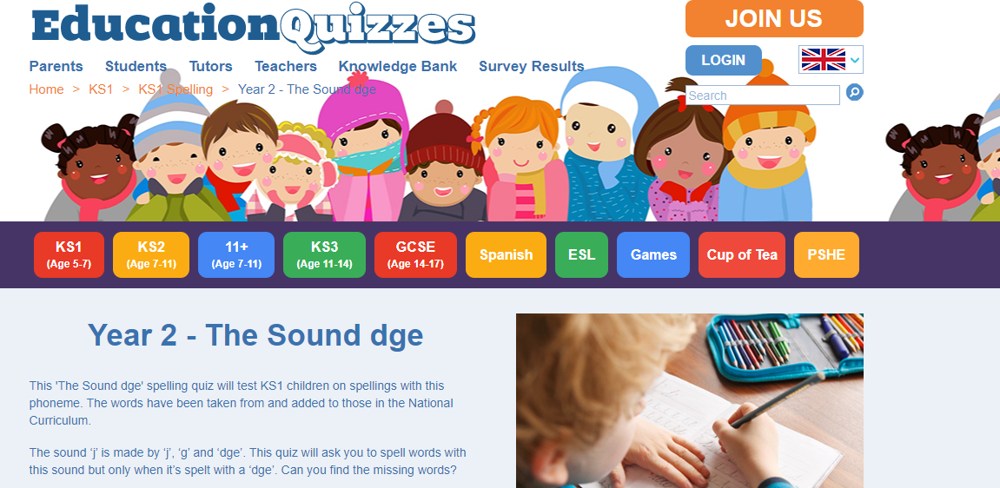 EducationQuizzes
JOIN US
LOGIN
Parents Students Tutors Teachers Knowledge Bank Survey Results
Home > KS1 > KS1 Spelling > Year 2 - The Sound dge
Search
KS1
(Age 5-7)
KS2
(Age 7-11)
11+
(Age 7-11)
KS3
(Age 11-14)
GCSE
(Age 14-17)
Spanish
ESL
Games
Cup of Tea
PSHE
Year 2 - The Sound dge
This 'The Sound dge' spelling quiz will test KS1 children on spellings with this
phoneme. The words have been taken from and added to those in the National
Curriculum.
The sound ‘j’ is made by ‘j’, ‘g’ and ‘dge’. This quiz will ask you to spell words with
this sound but only when it’s spelt with a ‘dge’. Can you find the missing words?